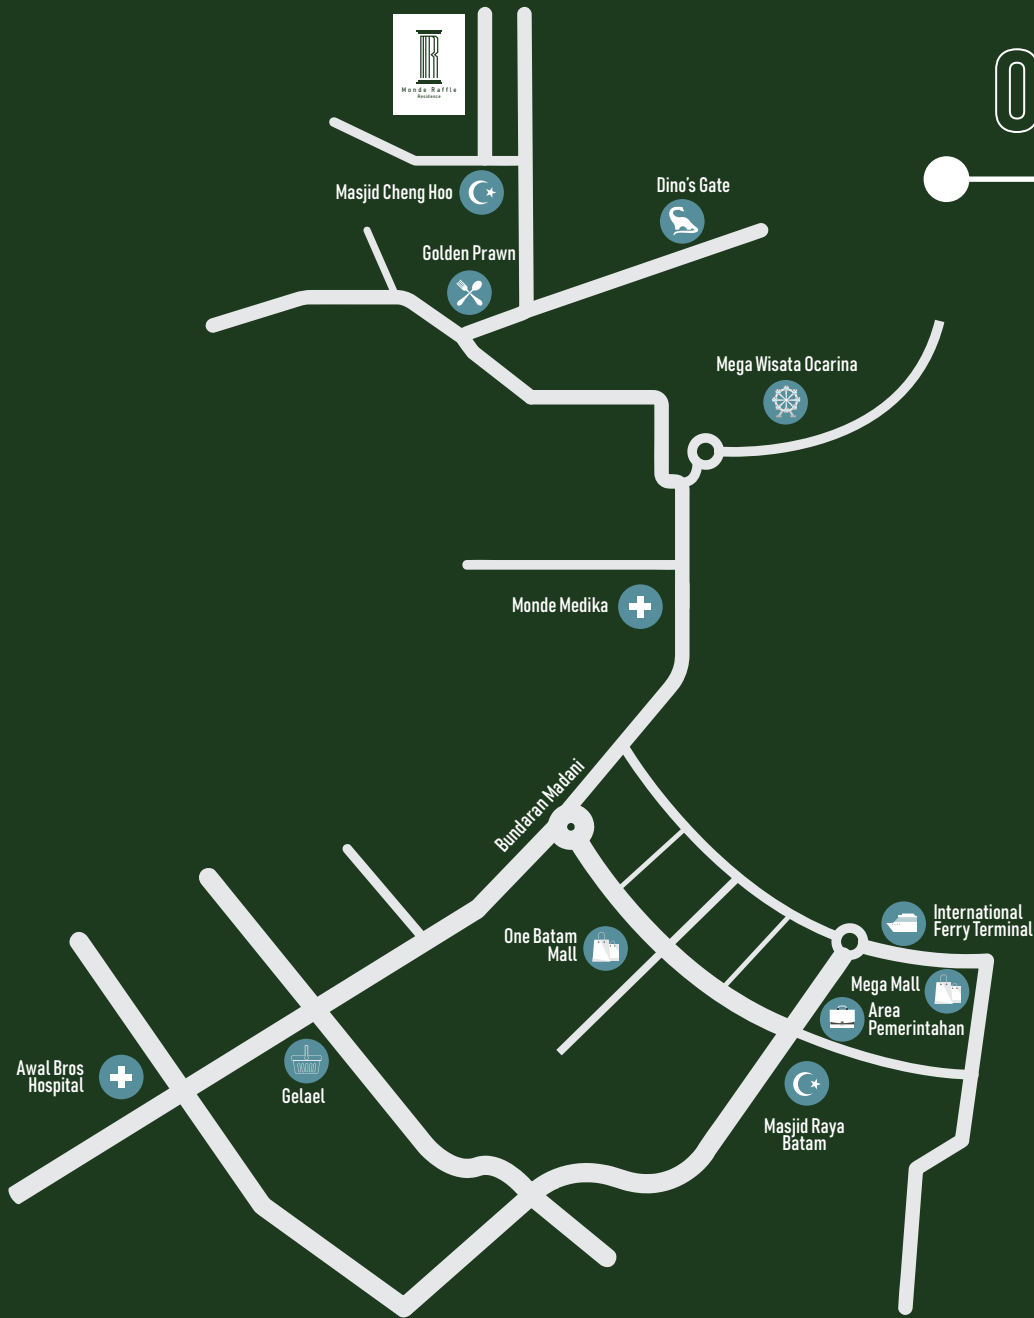 Monde Raffle
Residence
0
Masjid Cheng Hoo
Dino's Gate
Golden Prawn
Mega Wisata Ocarina
Monde Medika
Bundaran Madani
One Batam
Mall
International
Ferry Terminal
Mega Mall
Area
Pemerintahan
Awal Bros
Hospital
Gelael
Masjid Raya
Batam